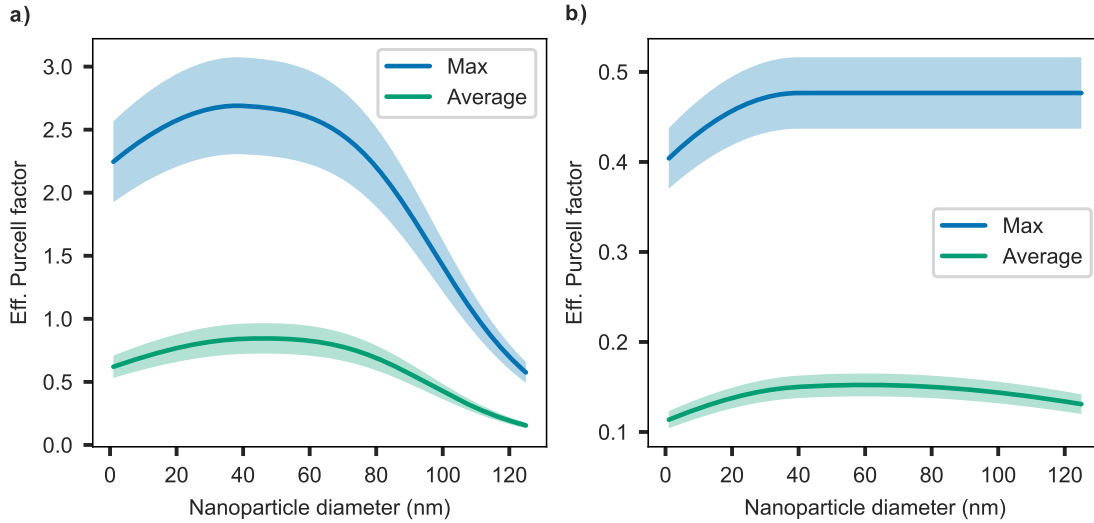 a)
Eff. Purcell factor
3.0
2.5
2.0
1.5
1.0
0.5
0.0
Max
Average
0 20 40 60 80 100 120
Nanoparticle diameter (nm)
b)
Eff. Purcell factor
0.5
0.4
0.3
0.2
0.1
Max
Average
0 20 40 60 80 100 120
Nanoparticle diameter (nm)